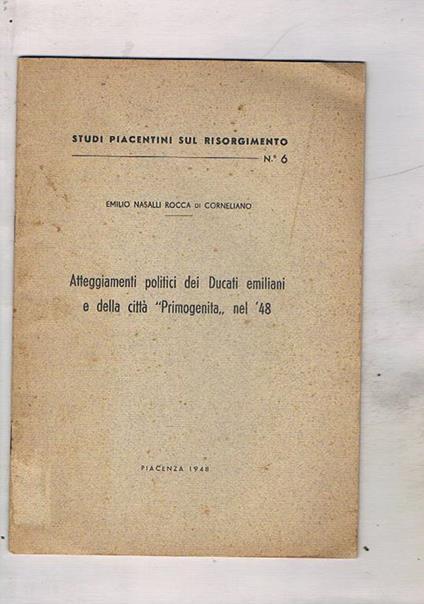 STUDI PIACENTINI SUL RISORGIMENTO
N.° 6
EMILIO NASALLI ROCCA DI CORNELIANO
Atteggiamenti politici dei Ducati emiliani
e della città “Primogenita„ nel '48
PIACENZA 1948